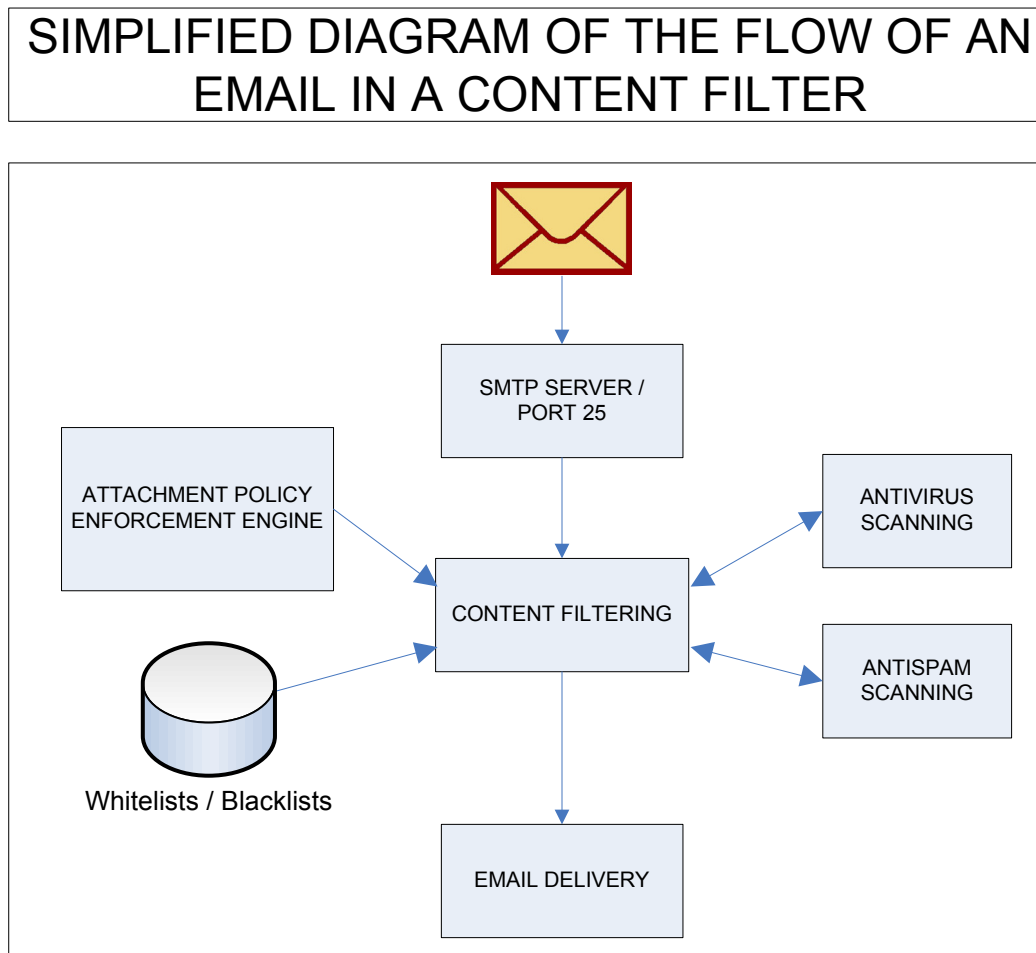 SIMPLIFIED DIAGRAM OF THE FLOW OF AN
EMAIL IN A CONTENT FILTER
SMTP SERVER /
PORT 25
ATTACHMENT POLICY
ENFORCEMENT ENGINE
ANTIVIRUS
SCANNING
CONTENT FILTERING
ANTISPAM
SCANNING
Whitelists / Blacklists
EMAIL DELIVERY